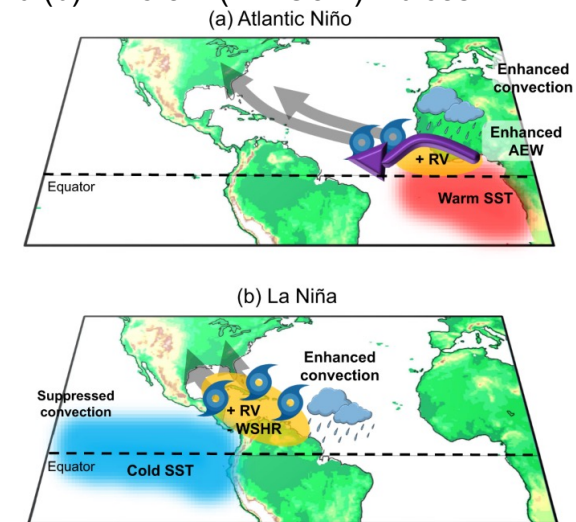 (a) Atlantic Niño
Enhanced
convection
Enhanced
AEW
+ RV
Equator
Warm SST
(b) La Niña
Enhanced
convection
Suppressed
convection
+ RV
- WSHR
Equator
Cold SST